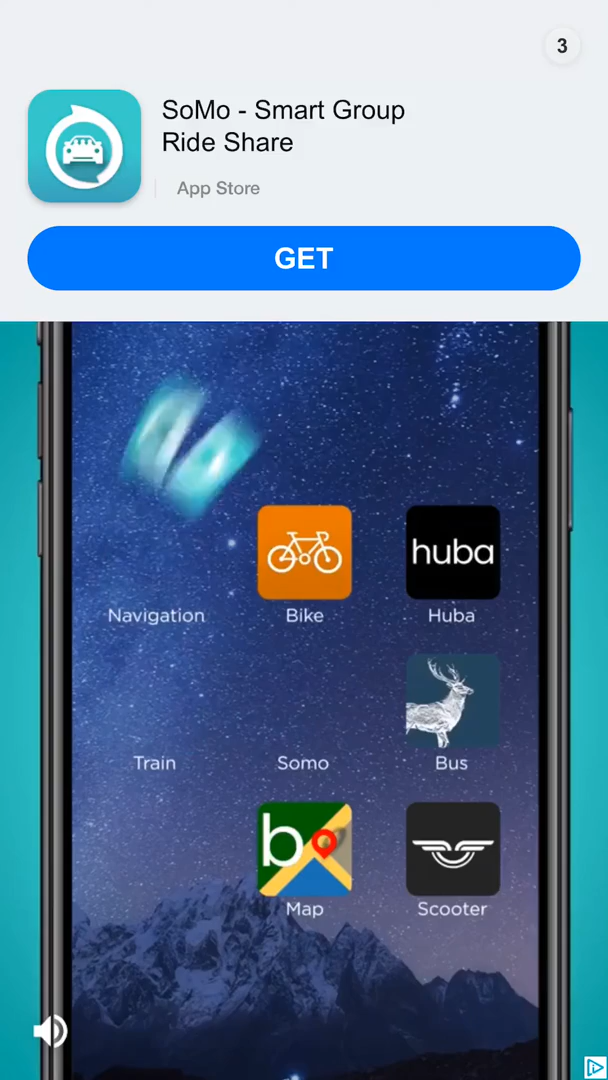 3
SoMo - Smart Group
Ride Share
App Store
GET
huba
Navigation
Bike
Huba
Train
Somo
Bus
b
Map
Scooter